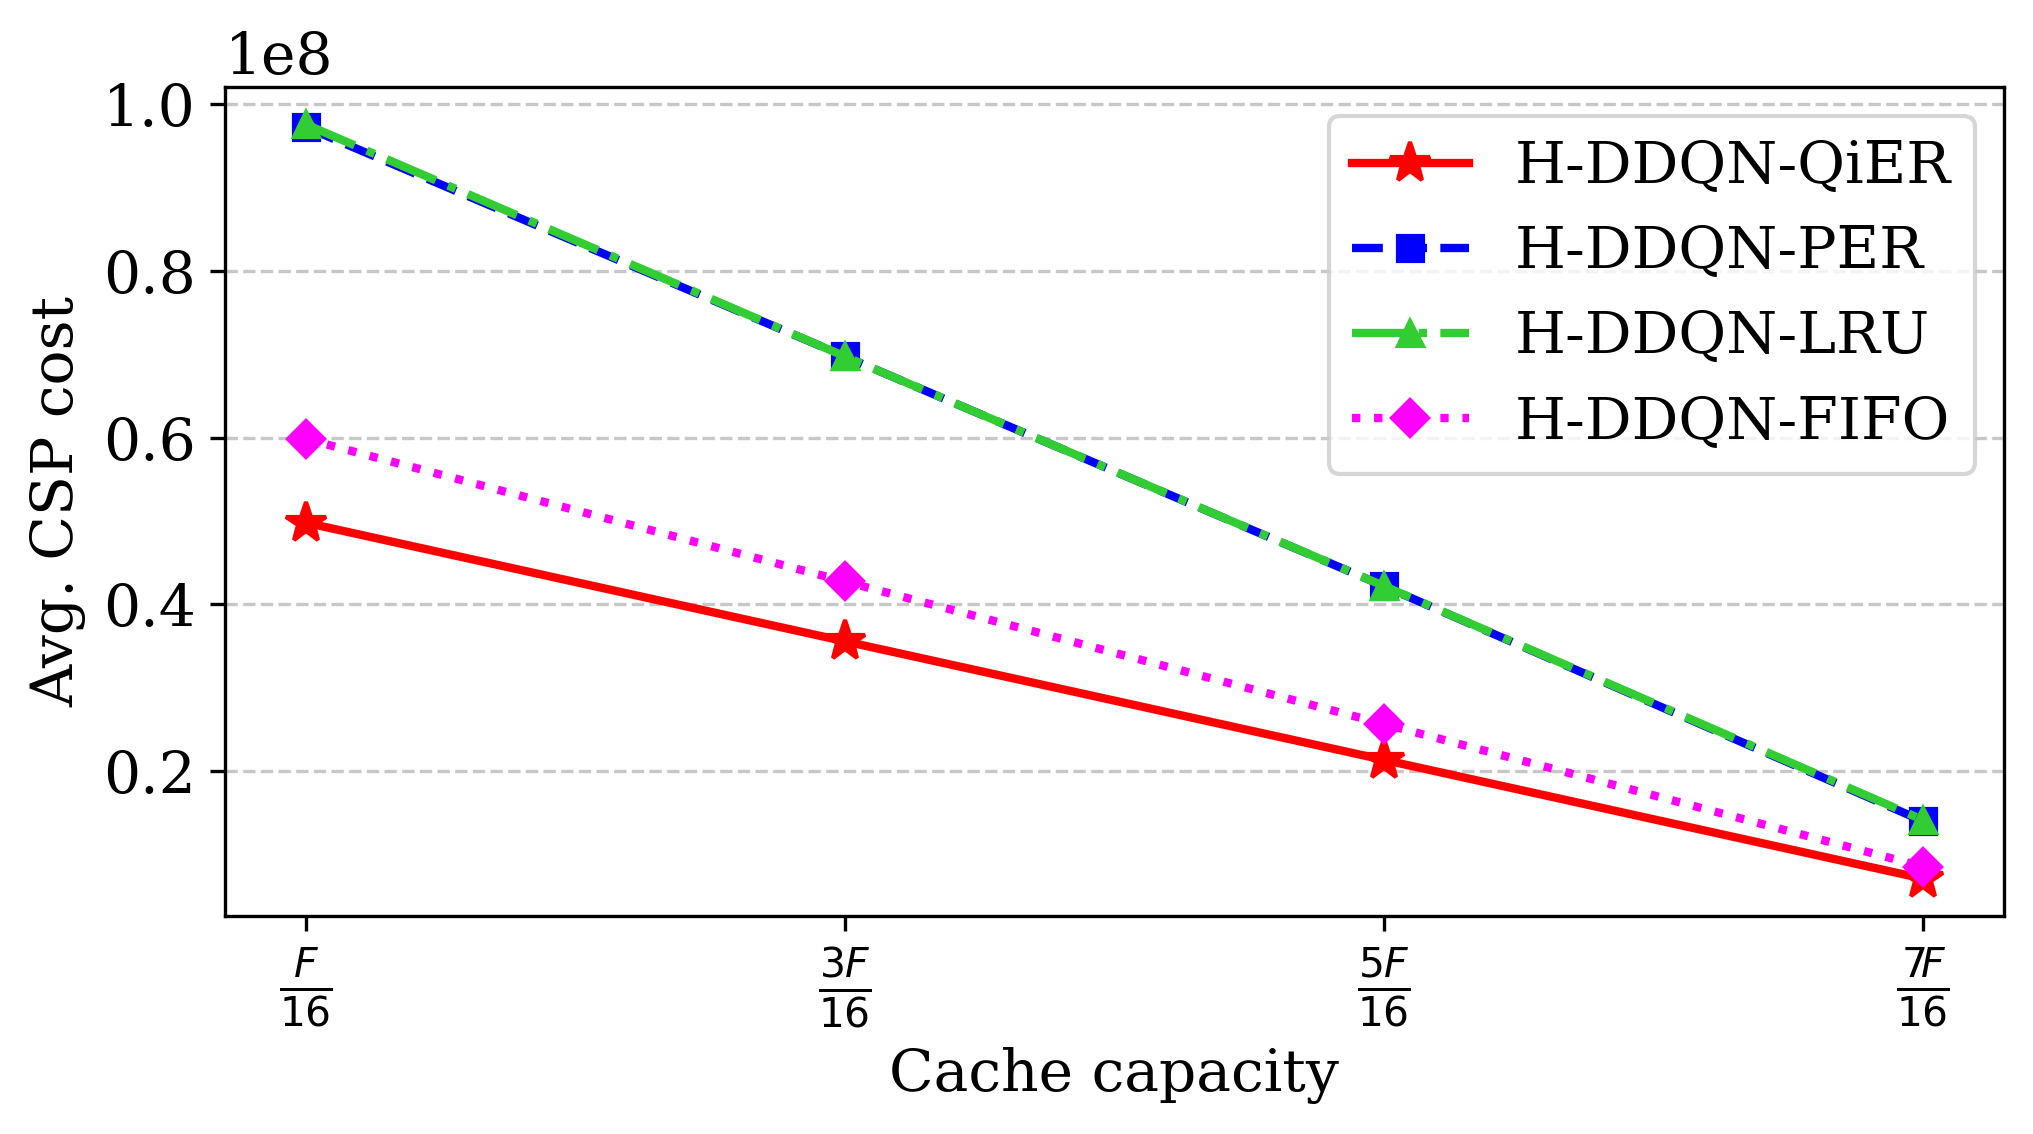 1e8
1.0
0.8
0.6
0.4
0.2
Avg. CSP cost
H-DDQN-QiER
H-DDQN-PER
H-DDQN-LRU
H-DDQN-FIFO
F/16
3F/16
5F/16
7F/16
Cache capacity